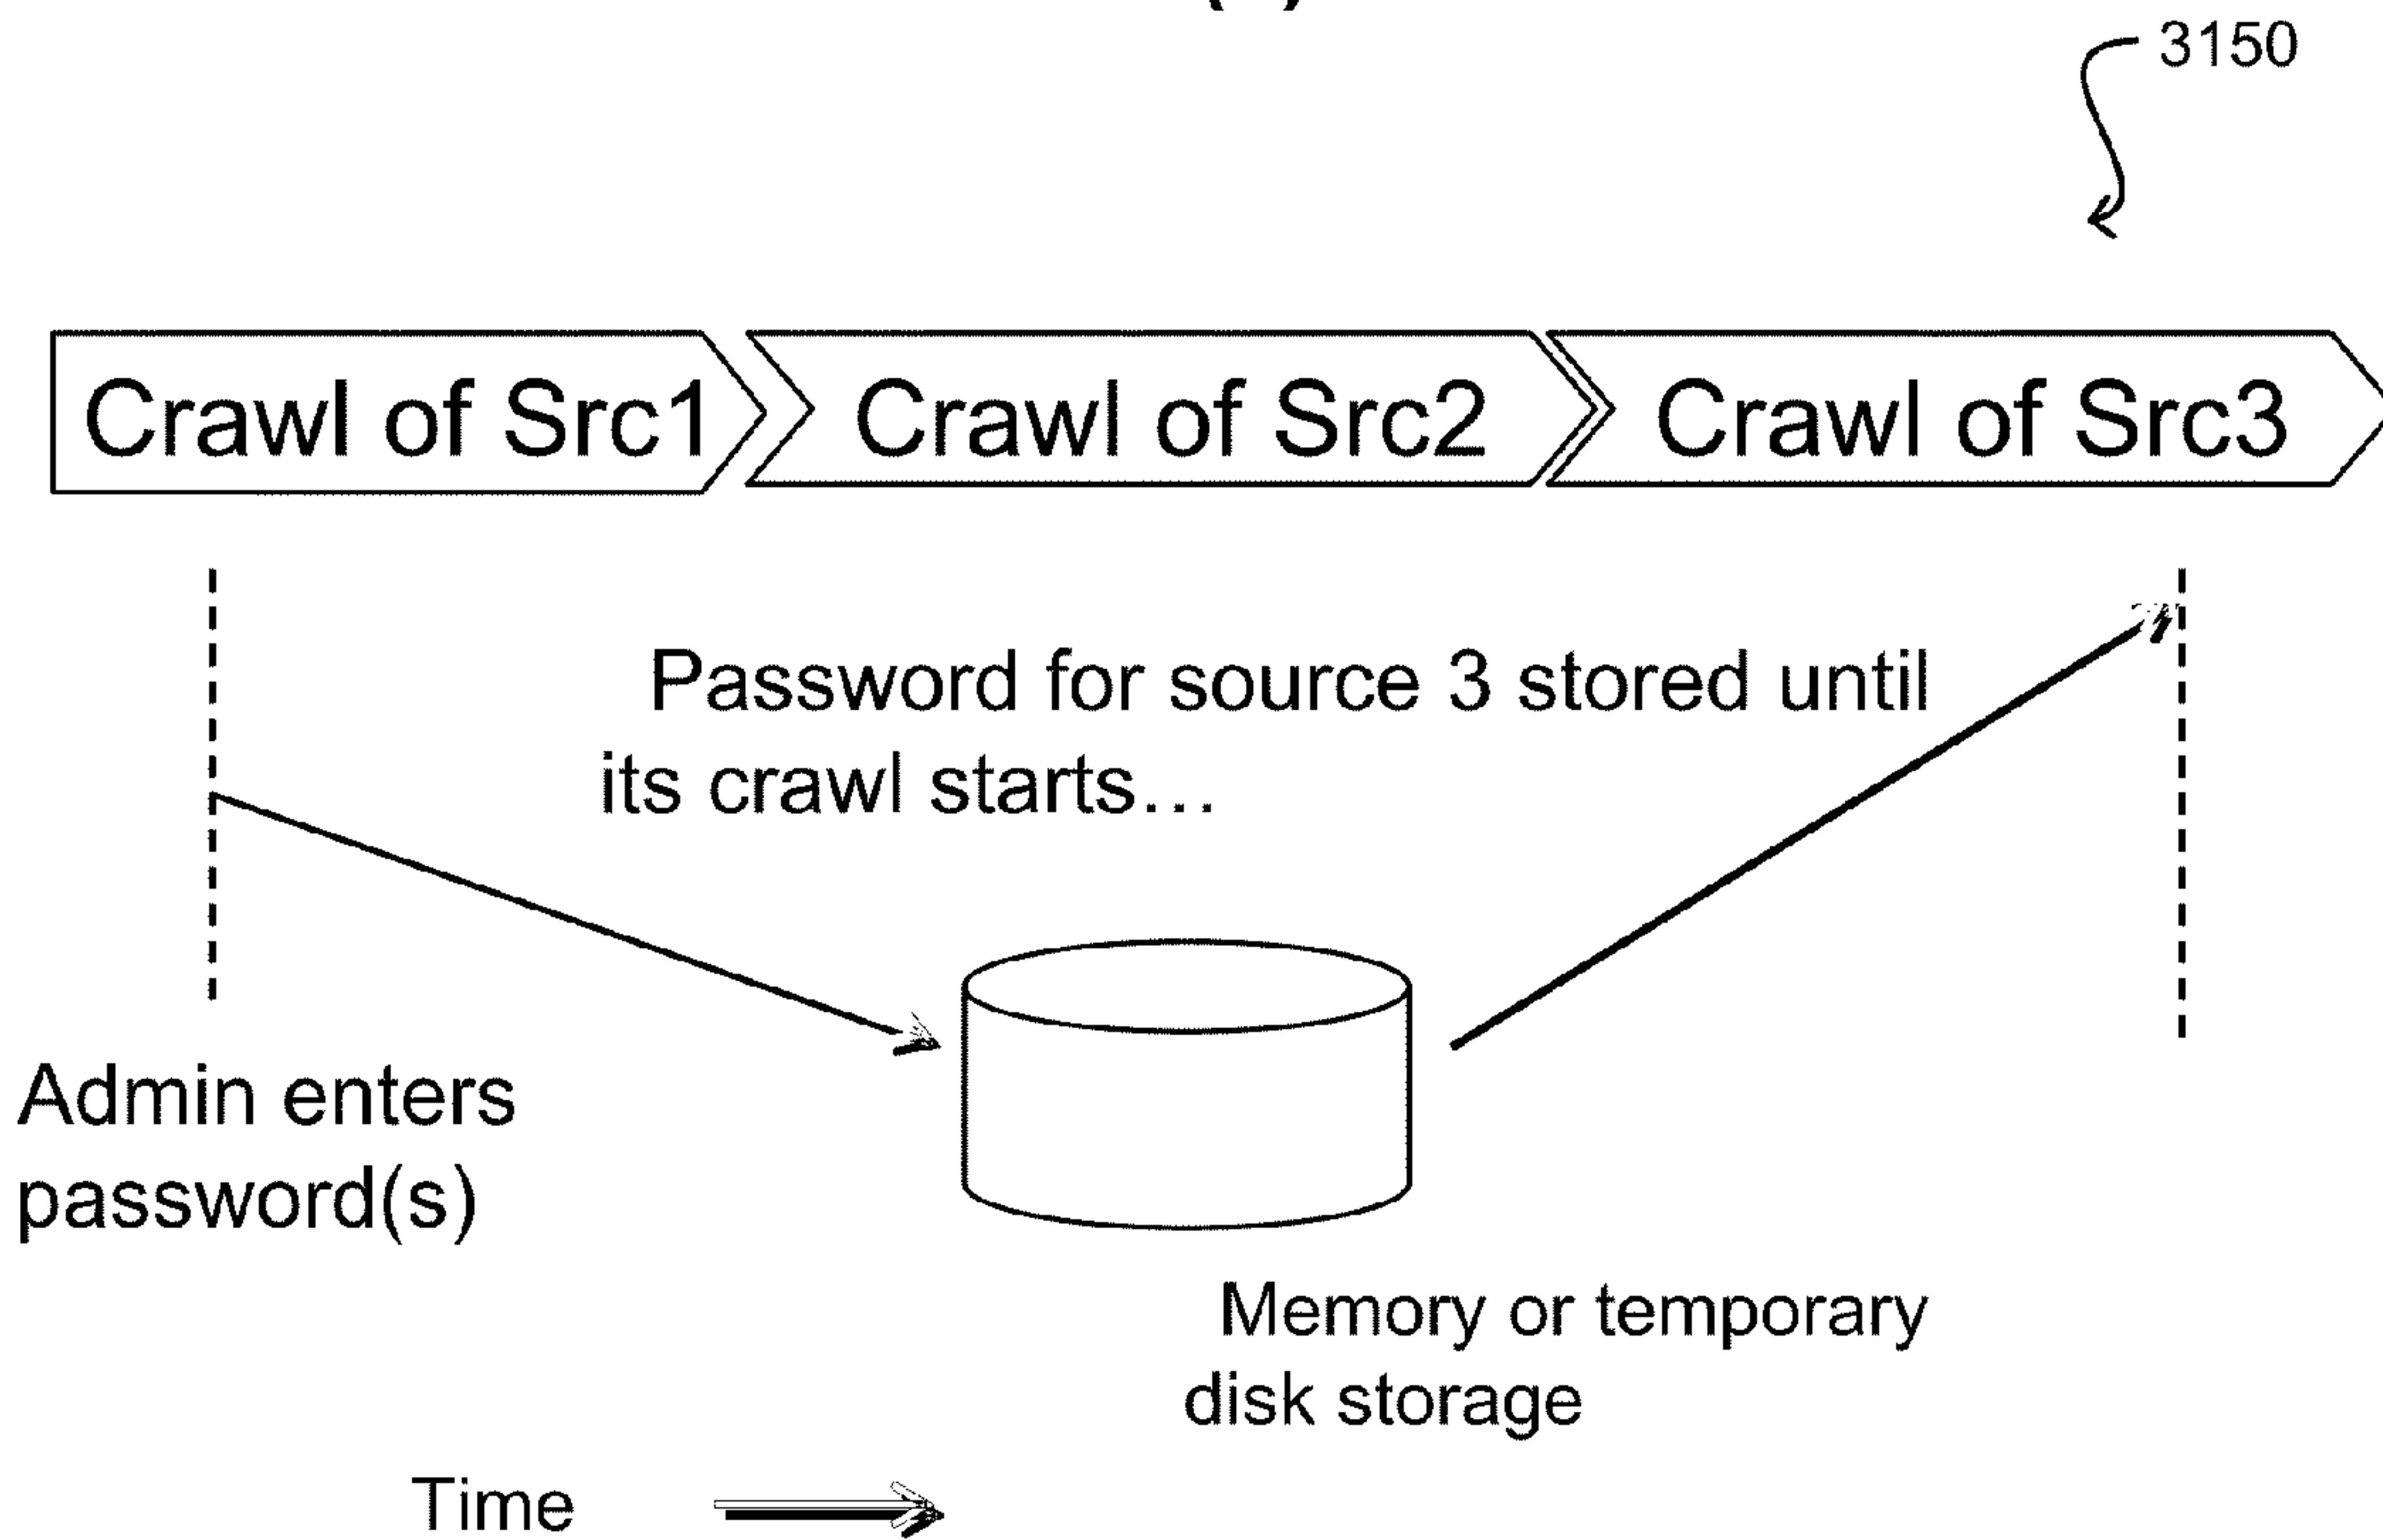 3150
Crawl of Src1
Crawl of Src2
Crawl of Src3
Password for source 3 stored until
its crawl starts…
Admin enters
password(s)
Memory or temporary
disk storage
Time